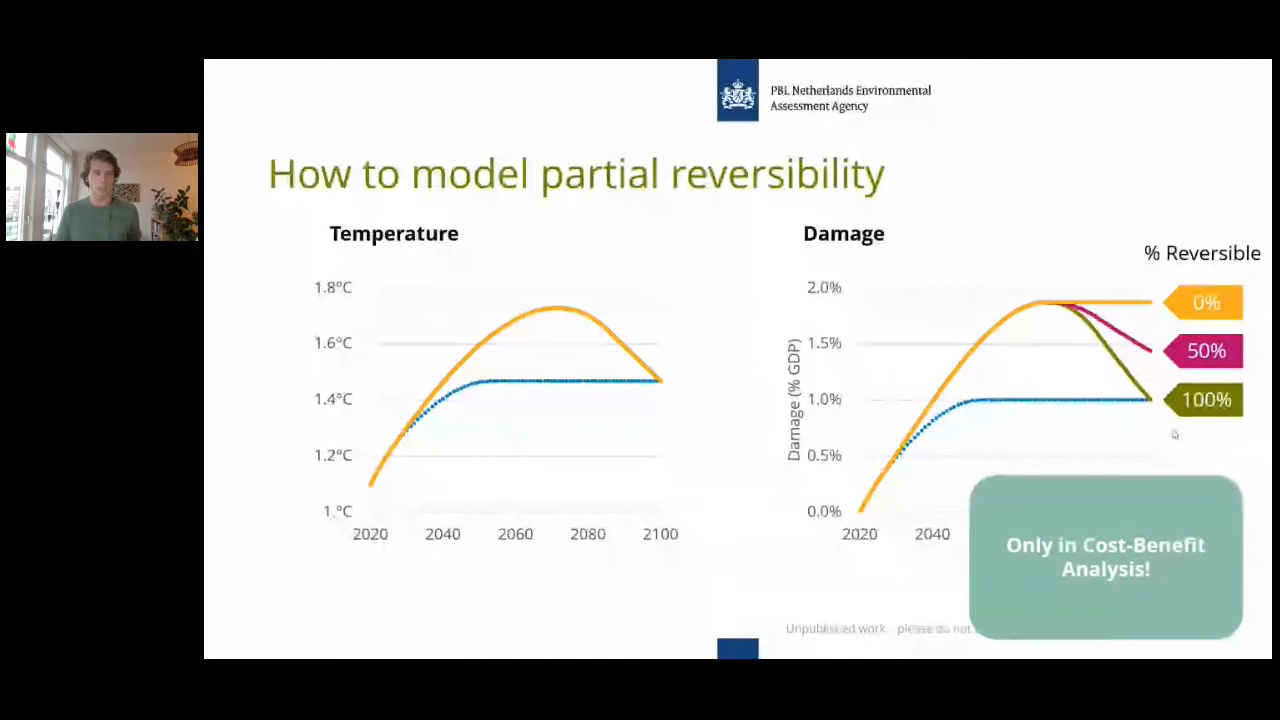 PBL Netherlands Environmental
Assessment Agency
How to model partial reversibility
Temperature
1.8°C
1.6°C
1.4°C
1.2°C
1.°C
2020 2040 2060 2080 2100
Damage
% Reversible
Damage (% GDP)
2,0%
1,5%
1,0%
0,5%
0,0%
2020 2040
0%
50%
100%
Only in Cost-Benefit
Analysis!
Unpublished work - please do not